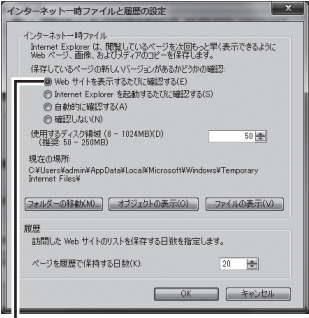 インターネット一時ファイルと履歴の設定
インターネット一時ファイル
Internet Explorer は、閲覧しているページを次回もっと早く表示できるように
Web ページ、画像、およびメディアのコピーを保存します。
保存しているページの新しいバージョンがあるかどうかの確認:
Web サイトを表示するたびに確認する(E)
Internet Explorer を起動するたびに確認する(S)
自動的に確認する(A)
確認しない(N)
使用するディスク領域 (8 - 1024MB)(D)
50
(推奨: 50 - 250MB)
現在の場所:
C:¥Users¥admin¥AppData¥Local¥Microsoft¥Windows¥Temporary
Internet Files¥
フォルダーの移動(M)...
オブジェクトの表示(O)
ファイルの表示(V)
履歴
訪問した Web サイトのリストを保存する日数を指定します。
ページを履歴で保持する日数(K):
20
OK
キャンセル